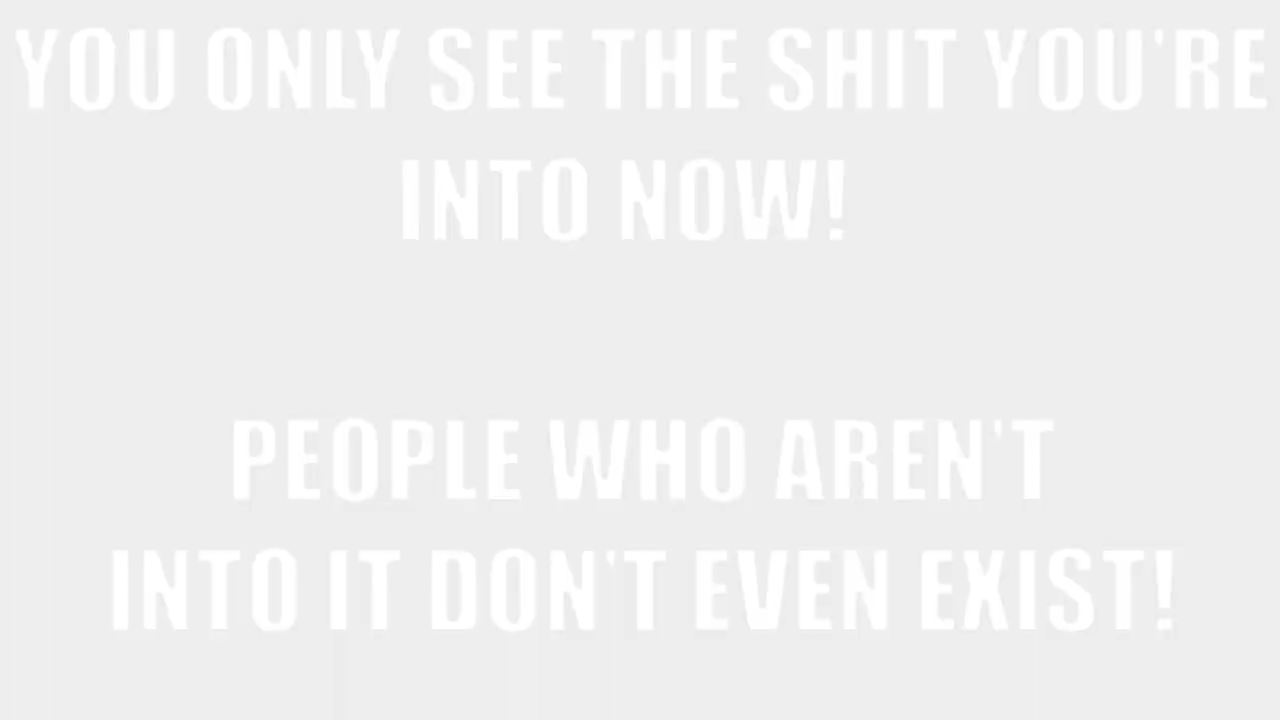 YOU ONLY SEE THE SHIT YOU'RE
INTO NOW!
PEOPLE WHO AREN'T
INTO IT DON'T EVEN EXIST!